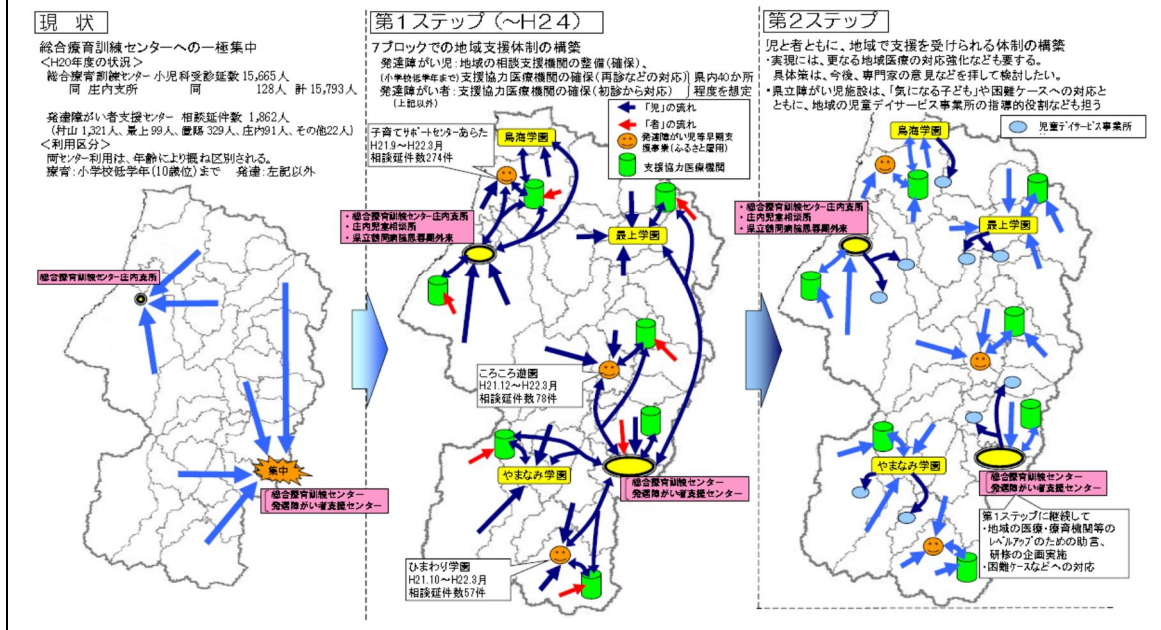 現 状
総合療育訓練センターへの一極集中
＜H20年度の状況＞
総合療育訓練センター 小児科受診延数 15,665人
同 庄内支所 同 128人 計 15,793人
発達障がい者支援センター 相談延件数 1,862人
(村山 1,321人、最上 99人、置賜 329人、庄内91人、その他22人)
＜利用区分＞
両センター利用は、年齢により概ね区別される。
療育：小学校低学年(10歳位)まで 発達：左記以外
総合療育訓練センター庄内支所
集中
総合療育訓練センター
発達障がい者支援センター
第1ステップ(～H24)
7ブロックでの地域支援体制の構築
発達障がい児：地域の相談支援機関の整備(確保)、
(小学校低学年まで) 支援協力医療機関の確保(再診などの対応)
発達障がい者：支援協力医療機関の確保(初診から対応)
(上記以外)
県内40か所
程度を想定
「児」の流れ
「者」の流れ
発達障がい児等早期支
援事業(ふるさと雇用)
支援協力医療機関
子育てサポートセンターあらた
H21.9～H22.3月
相談延件数274件
鳥海学園
・総合療育訓練センター庄内支所
・庄内児童相談所
・県立鶴岡病院思春期外来
最上学園
ころころ遊園
H21.12～H22.3月
相談延件数78件
やまなみ学園
総合療育訓練センター
発達障がい者支援センター
ひまわり学園
H21.10～H22.3月
相談延件数57件
第2ステップ
児と者ともに、地域で支援を受けられる体制の構築
・実現には、更なる地域医療の対応強化なども要する。
具体策は、今後、専門家の意見などを拝して検討したい。
・県立障がい児施設は、「気になる子ども」や困難ケースへの対応と
ともに、地域の児童デイサービス事業所の指導的役割なども担う
児童デイサービス事業所
鳥海学園
・総合療育訓練センター庄内支所
・庄内児童相談所
・県立鶴岡病院思春期外来
最上学園
やまなみ学園
総合療育訓練センター
発達障がい者支援センター
第1ステップに継続して
・地域の医療・療育機関等の
レベルアップのための助言、
研修の企画実施
・困難ケースなどへの対応